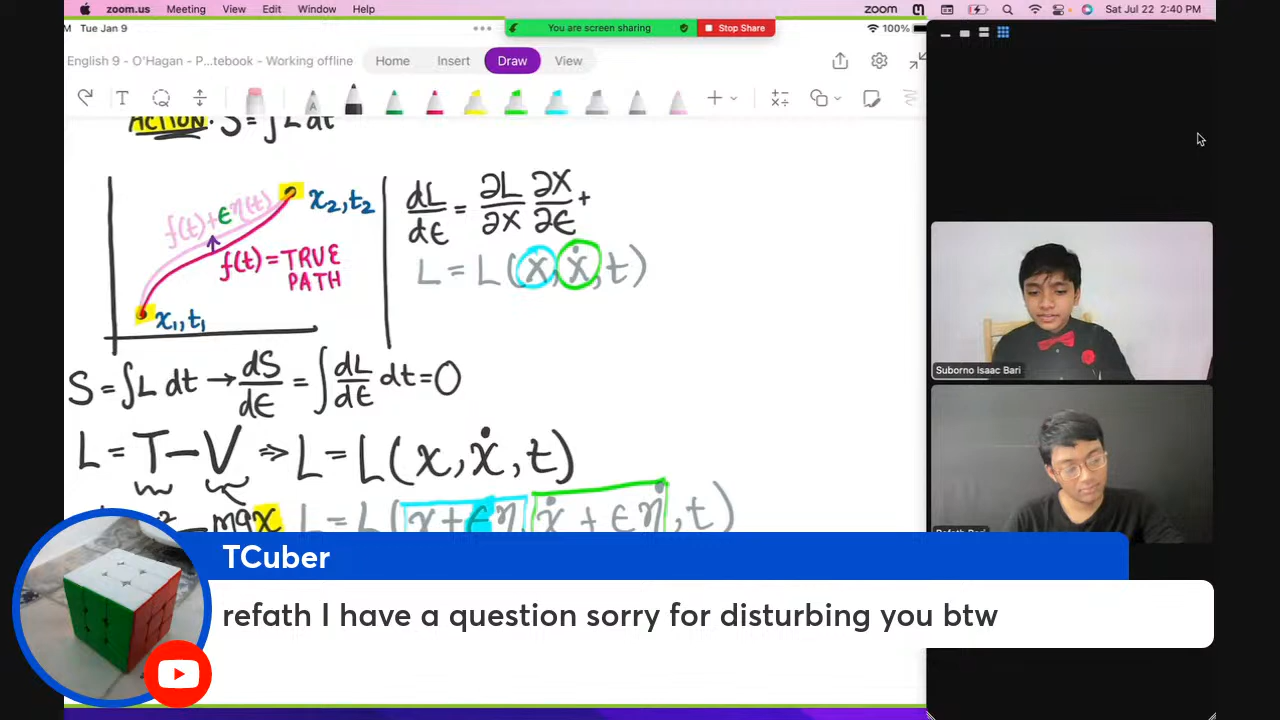 zoom.us Meeting View Edit Window Help zoom Sat Jul 22 2:40 PM
Tue Jan 9 ••• You are screen sharing Stop Share 100%
English 9 - O'Hagan - P...tebook - Working offline Home Insert Draw View
ACTION: S = ∫L dt
f(t)+εη(t)
x₂, t₂
f(t) = TRUE
PATH
x₁, t₁
dL/dε = ∂L/∂x ∂x/∂ε +
L = L(x, ẋ, t)
S = ∫L dt → dS/dε = ∫ dL/dε dt = 0
L = T – V ⇒ L = L(x, ẋ, t)
mgx L = L(x + εη, ẋ + εη̇, t)
Suborno Isaac Bari
Refath Bari
TCuber
refath I have a question sorry for disturbing you btw